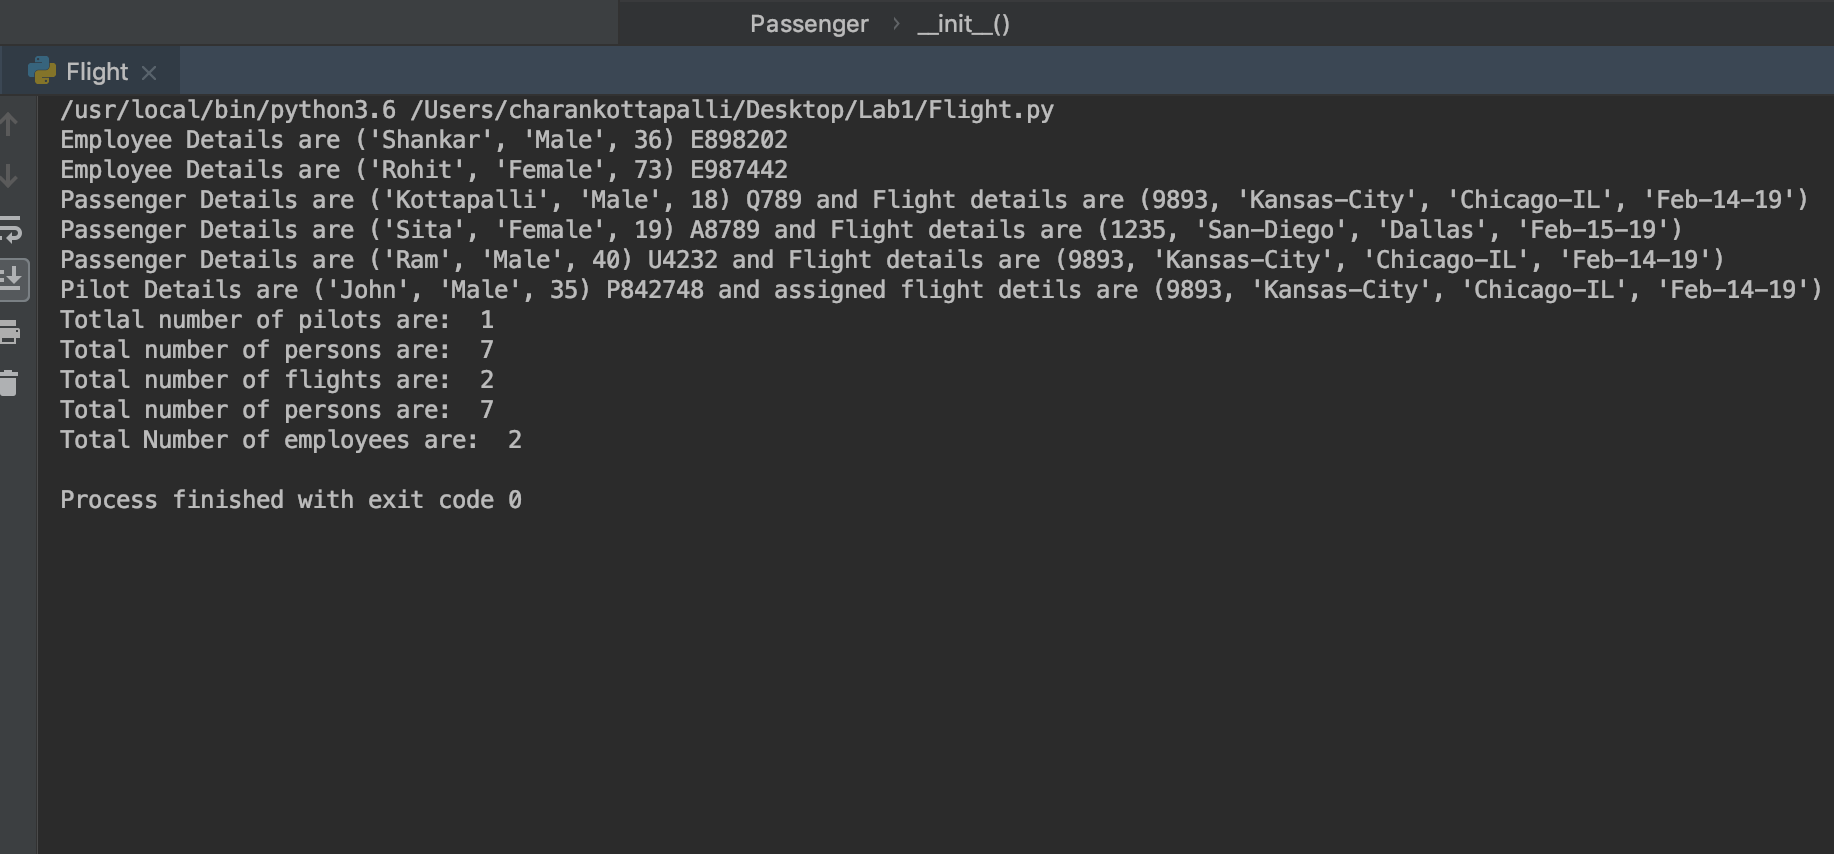 Passenger › __init__()
Flight ×
/usr/local/bin/python3.6 /Users/charankottapalli/Desktop/Lab1/Flight.py
Employee Details are ('Shankar', 'Male', 36) E898202
Employee Details are ('Rohit', 'Female', 73) E987442
Passenger Details are ('Kottapalli', 'Male', 18) Q789 and Flight details are (9893, 'Kansas-City', 'Chicago-IL', 'Feb-14-19')
Passenger Details are ('Sita', 'Female', 19) A8789 and Flight details are (1235, 'San-Diego', 'Dallas', 'Feb-15-19')
Passenger Details are ('Ram', 'Male', 40) U4232 and Flight details are (9893, 'Kansas-City', 'Chicago-IL', 'Feb-14-19')
Pilot Details are ('John', 'Male', 35) P842748 and assigned flight detils are (9893, 'Kansas-City', 'Chicago-IL', 'Feb-14-19')
Totlal number of pilots are:  1
Total number of persons are:  7
Total number of flights are:  2
Total number of persons are:  7
Total Number of employees are:  2
Process finished with exit code 0